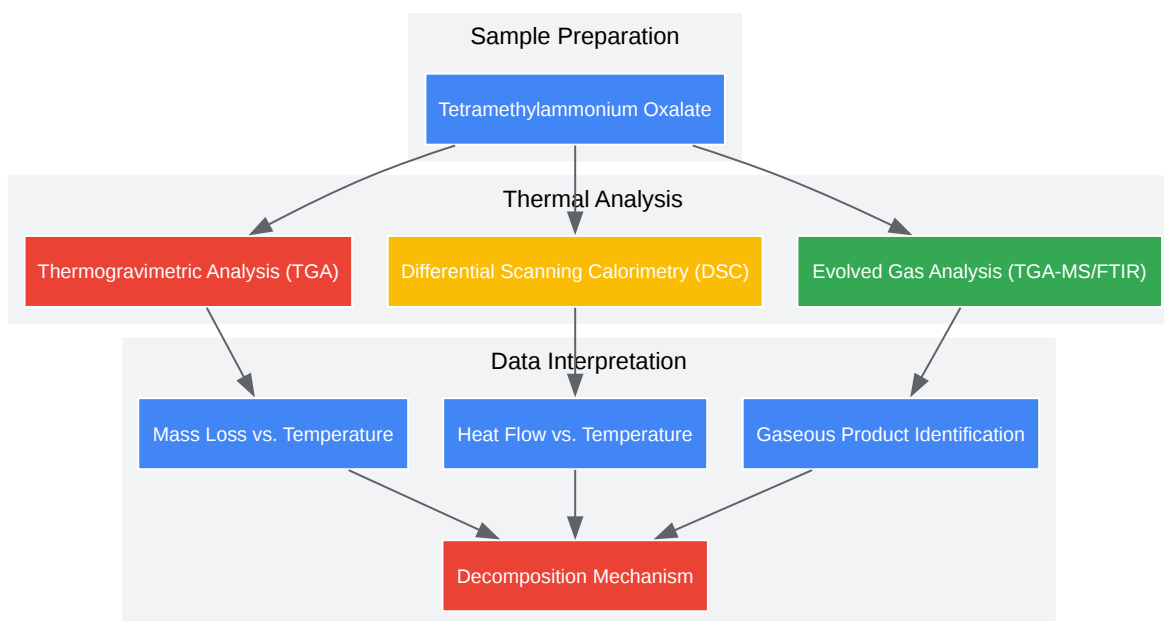 Sample Preparation
Tetramethylammonium Oxalate
Thermal Analysis
Thermogravimetric Analysis (TGA)
Differential Scanning Calorimetry (DSC)
Evolved Gas Analysis (TGA-MS/FTIR)
Data Interpretation
Mass Loss vs. Temperature
Heat Flow vs. Temperature
Gaseous Product Identification
Decomposition Mechanism